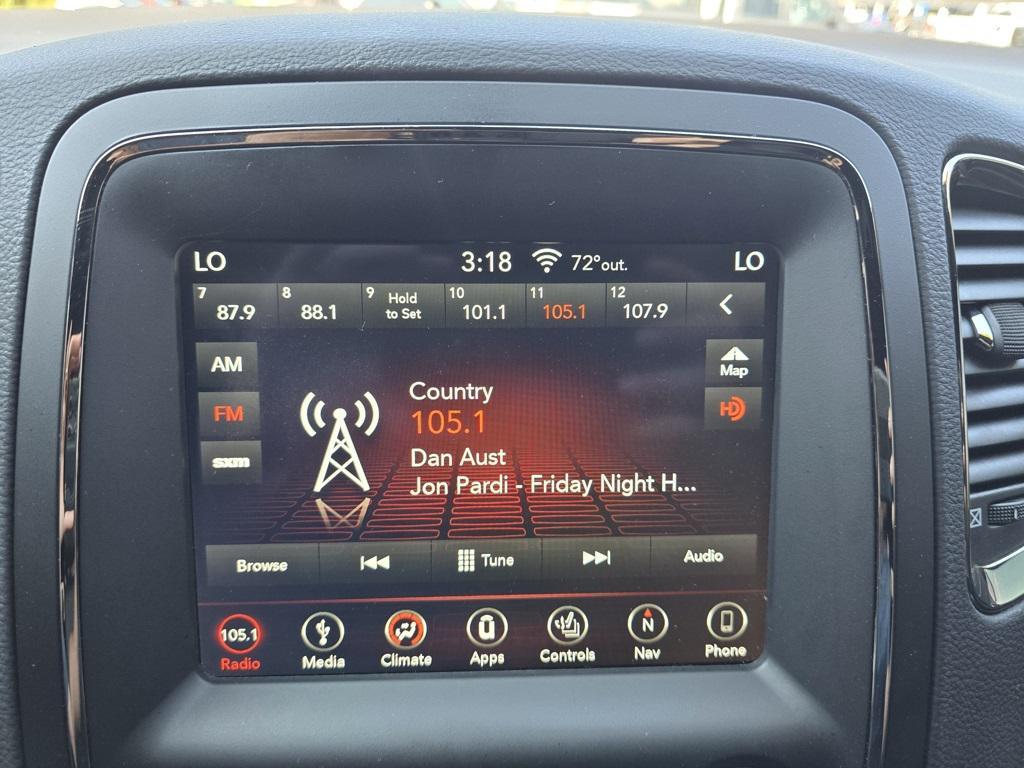 LO 3:18 72° out. LO
7 87.9 8 88.1 9 Hold to Set 10 101.1 11 105.1 12 107.9
AM
Map
FM
HD
sxm
Country
105.1
Dan Aust
Jon Pardi - Friday Night H...
Browse Tune Audio
105.1 N
Radio Media Climate Apps Controls Nav Phone